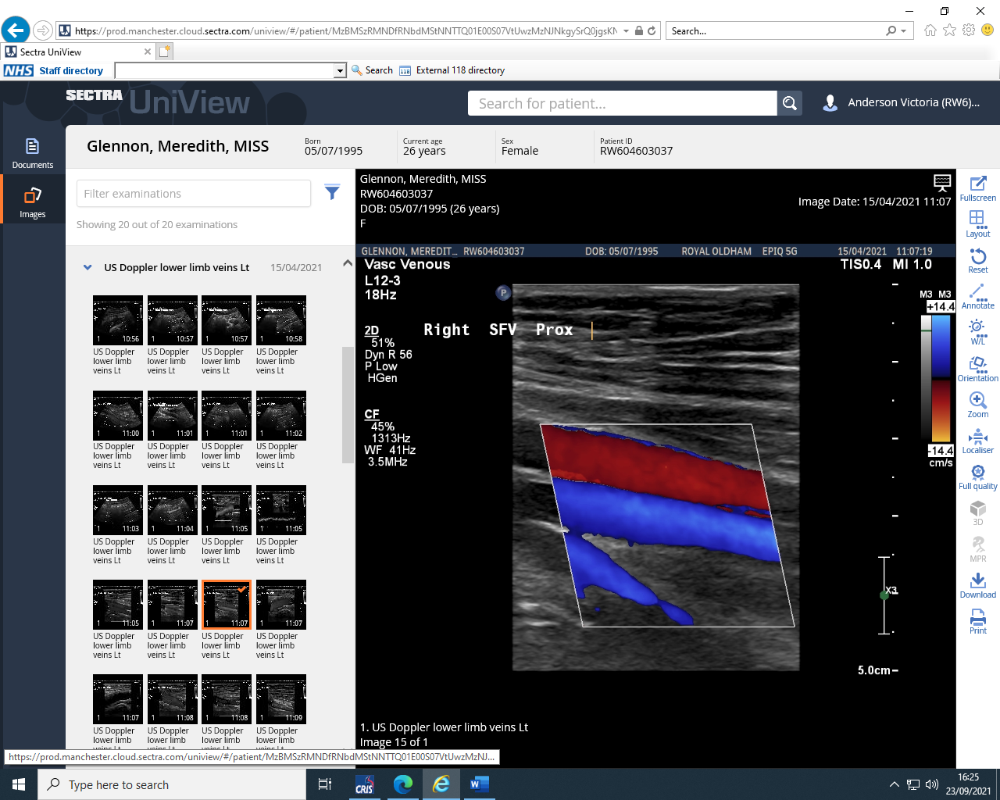 https://prod.manchester.cloud.sectra.com/uniview/#/patient/MzBMSzRMNDfRNbdMStNNTTQ01E00S07VtUwzMzNJNkgySrQ0jgsKN
Search...
Sectra UniView
NHS Staff directory
Search
External 118 directory
SECTRA UniView
Search for patient...
Anderson Victoria (RW6)...
Documents
Images
Glennon, Meredith, MISS
Born
05/07/1995
Current age
26 years
Sex
Female
Patient ID
RW604603037
Filter examinations
Showing 20 out of 20 examinations
US Doppler lower limb veins Lt 15/04/2021
1 10:56 1 10:57 1 10:57 1 10:58
US Doppler US Doppler US Doppler US Doppler
lower limb lower limb lower limb lower limb
veins Lt veins Lt veins Lt veins Lt
1 11:00 1 11:01 1 11:01 1 11:02
US Doppler US Doppler US Doppler US Doppler
lower limb lower limb lower limb lower limb
veins Lt veins Lt veins Lt veins Lt
1 11:03 1 11:04 1 11:05 1 11:05
US Doppler US Doppler US Doppler US Doppler
lower limb lower limb lower limb lower limb
veins Lt veins Lt veins Lt veins Lt
1 11:05 1 11:07 1 11:07 1 11:07
US Doppler US Doppler US Doppler US Doppler
lower limb lower limb lower limb lower limb
veins Lt veins Lt veins Lt veins Lt
1 11:07 1 11:08 1 11:08 1 11:09
US Doppler US Doppler US Doppler US Doppler
lower limb lower limb lower limb lower limb
Glennon, Meredith, MISS
RW604603037
DOB: 05/07/1995 (26 years)
F
Image Date: 15/04/2021 11:07
GLENNON, MEREDIT... RW604603037 DOB: 05/07/1995 ROYAL OLDHAM EPIQ 5G 15/04/2021 11:07:19
Vasc Venous
TIS0.4 MI 1.0
L12-3
18Hz
P
M3 M3
+14.4
2D
51%
Dyn R 56
P Low
HGen
Right SFV Prox
CF
45%
1313Hz
WF 41Hz
3.5MHz
-14.4
cm/s
X3
5.0cm
1. US Doppler lower limb veins Lt
Image 15 of 1
Fullscreen
Layout
Reset
Annotate
W/L
Orientation
Zoom
Localiser
Full quality
3D
MPR
Download
Print
https://prod.manchester.cloud.sectra.com/uniview/#/patient/MzBMSzRMNDfRNbdMStNNTTQ01E00S07VtUwzMzNJ...
Type here to search
CRIS
16:25
23/09/2021